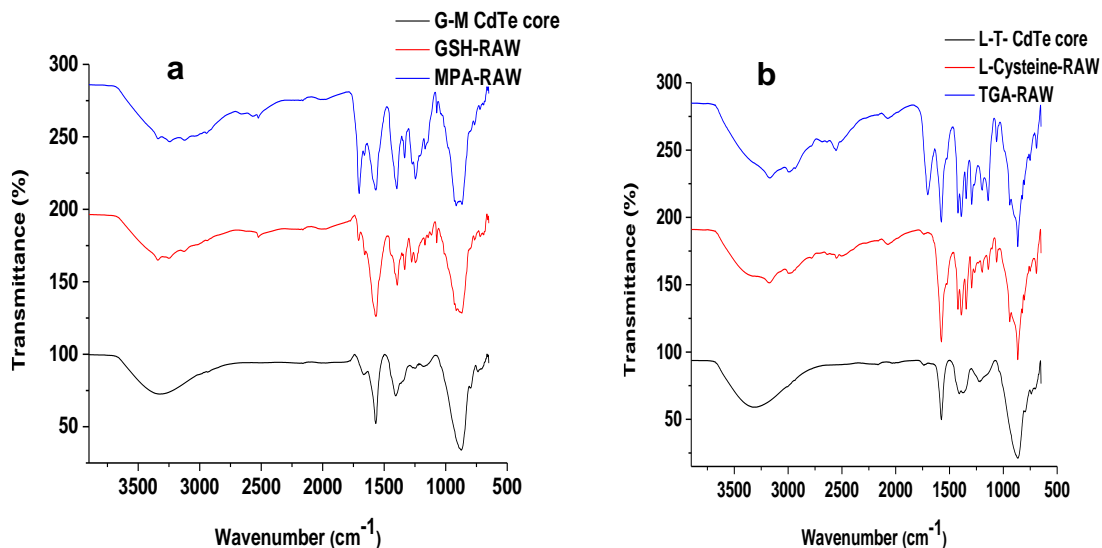 a
G-M CdTe core
GSH-RAW
MPA-RAW
Transmittance (%)
300
250
200
150
100
50
3500 3000 2500 2000 1500 1000 500
Wavenumber (cm⁻¹)
b
L-T- CdTe core
L-Cysteine-RAW
TGA-RAW
Transmittance (%)
300
250
200
150
100
50
3500 3000 2500 2000 1500 1000 500
Wavenumber (cm⁻¹)